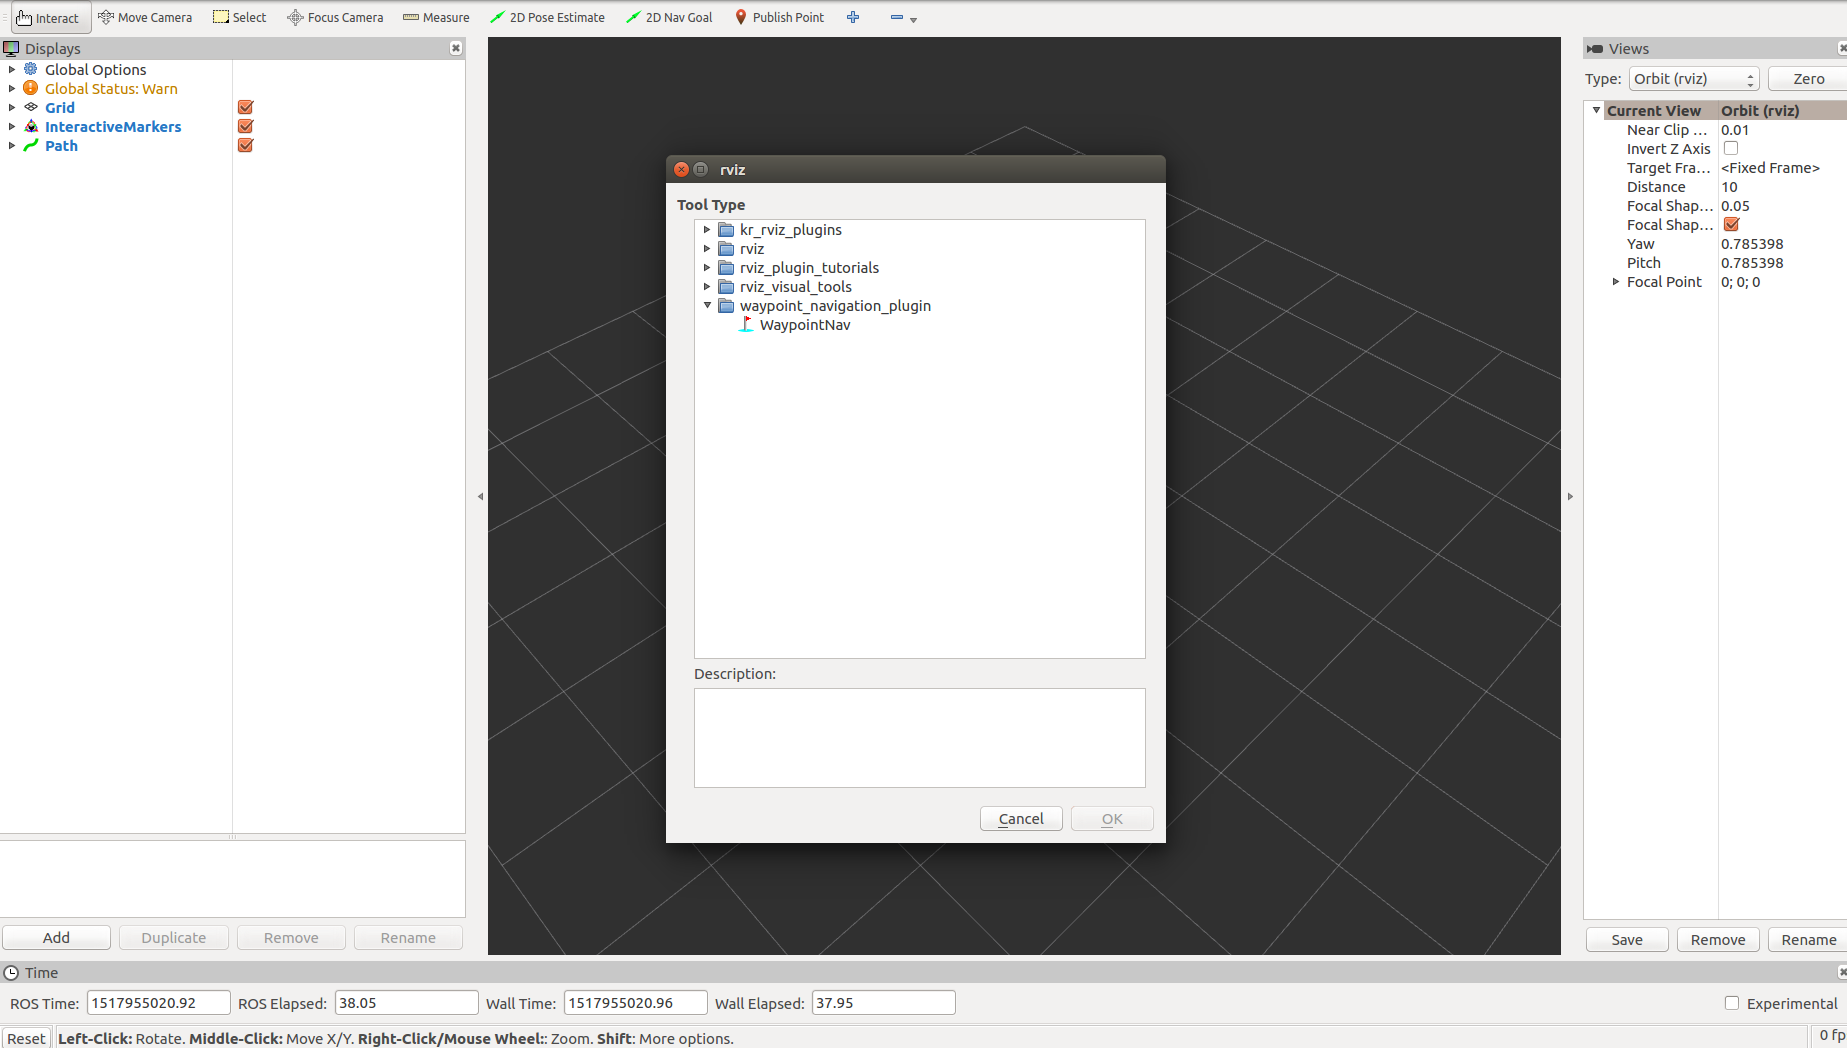 Interact Move Camera Select Focus Camera Measure 2D Pose Estimate 2D Nav Goal Publish Point
Displays
Global Options
Global Status: Warn
Grid
InteractiveMarkers
Path
Add Duplicate Remove Rename
rviz
Tool Type
kr_rviz_plugins
rviz
rviz_plugin_tutorials
rviz_visual_tools
waypoint_navigation_plugin
WaypointNav
Description:
Cancel OK
Views
Type: Orbit (rviz) Zero
Current View Orbit (rviz)
Near Clip ... 0.01
Invert Z Axis
Target Fra... <Fixed Frame>
Distance 10
Focal Shap... 0.05
Focal Shap...
Yaw 0.785398
Pitch 0.785398
Focal Point 0; 0; 0
Save Remove Rename
Time
ROS Time: 1517955020.92 ROS Elapsed: 38.05 Wall Time: 1517955020.96 Wall Elapsed: 37.95 Experimental
Reset Left-Click: Rotate. Middle-Click: Move X/Y. Right-Click/Mouse Wheel:: Zoom. Shift: More options. 0 fp